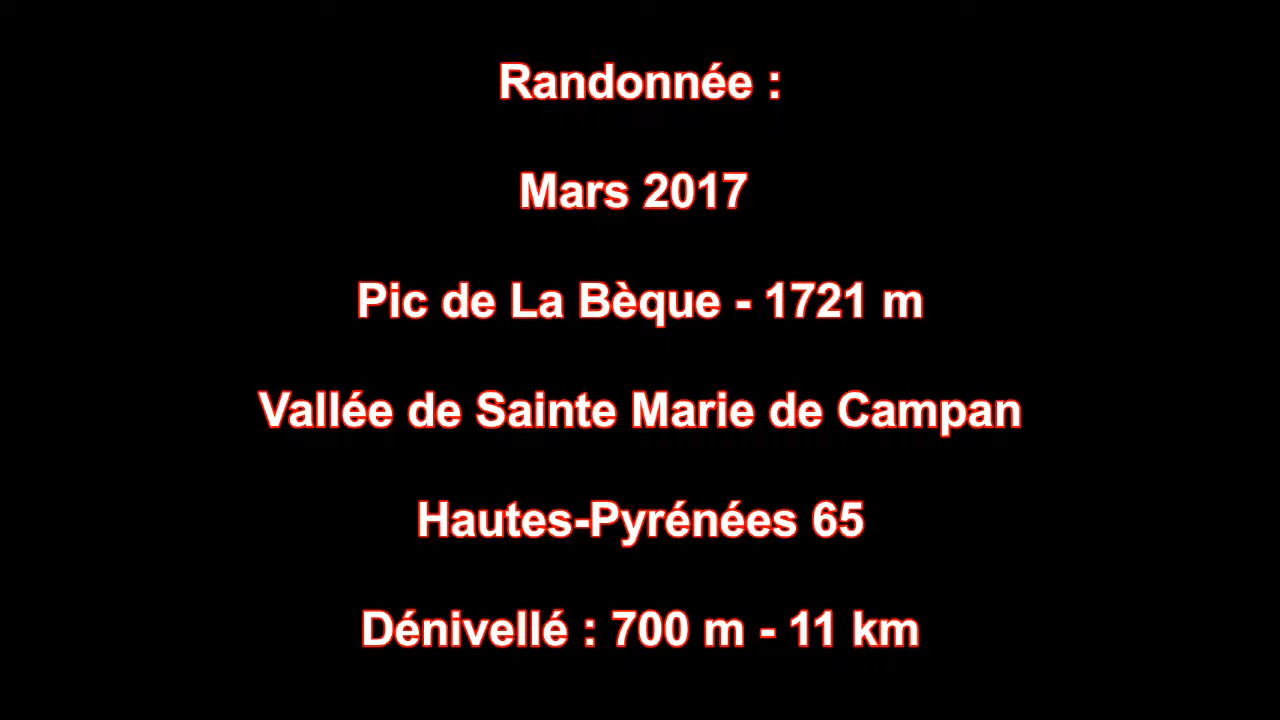 Randonnée :
Mars 2017
Pic de La Bèque - 1721 m
Vallée de Sainte Marie de Campan
Hautes-Pyrénées 65
Dénivellé : 700 m - 11 km